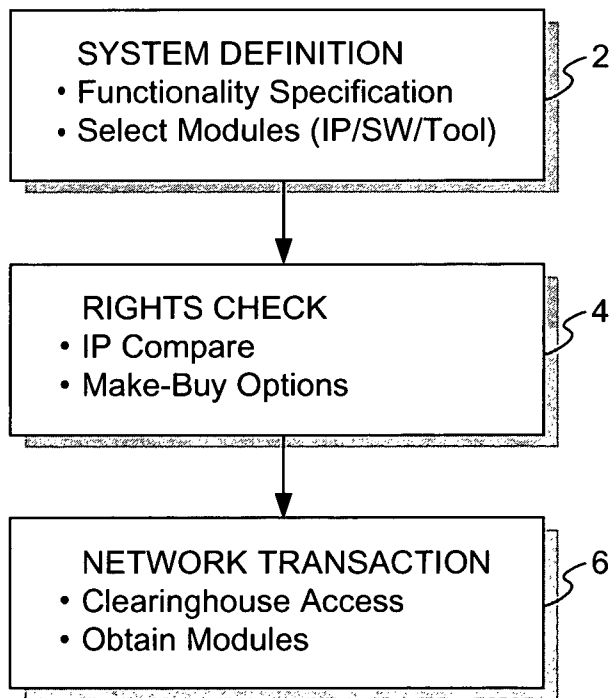 SYSTEM DEFINITION
• Functionality Specification
• Select Modules (IP/SW/Tool)
2
RIGHTS CHECK
• IP Compare
• Make-Buy Options
4
NETWORK TRANSACTION
• Clearinghouse Access
• Obtain Modules
6